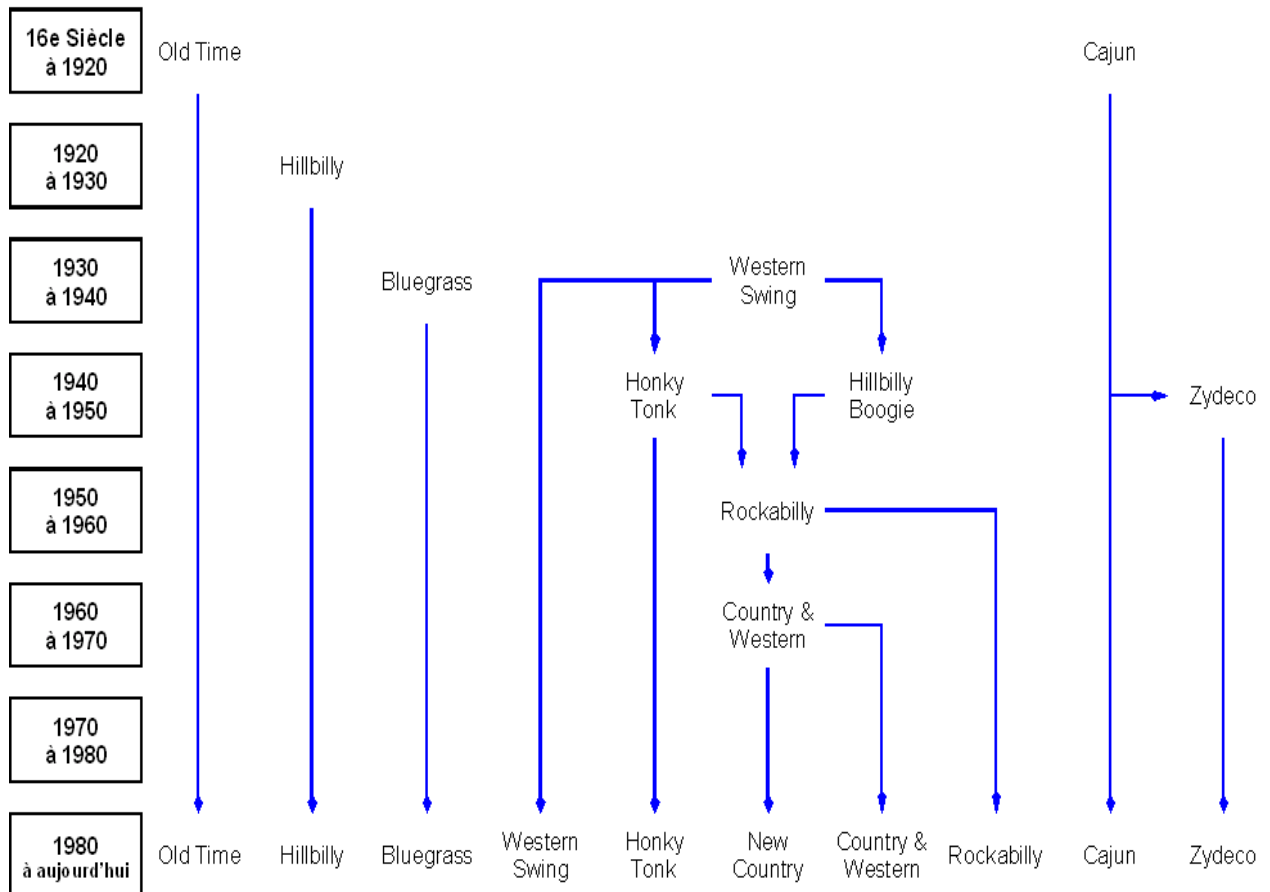 16e Siècle
à 1920
Old Time
Cajun
1920
à 1930
Hillbilly
1930
à 1940
Bluegrass
Western
Swing
1940
à 1950
Honky
Tonk
Hillbilly
Boogie
Zydeco
1950
à 1960
Rockabilly
1960
à 1970
Country &
Western
1970
à 1980
1980
à aujourd'hui
Old Time
Hillbilly
Bluegrass
Western
Swing
Honky
Tonk
New
Country
Country &
Western
Rockabilly
Cajun
Zydeco